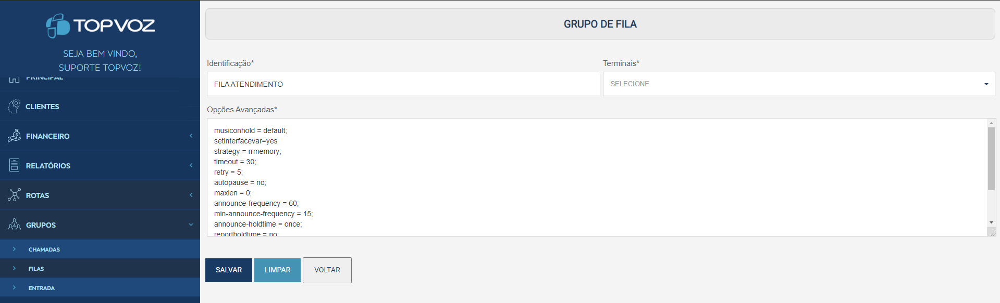 TOPVOZ
SEJA BEM VINDO,
SUPORTE TOPVOZ!
PRINCIPAL
CLIENTES
FINANCEIRO
RELATÓRIOS
ROTAS
GRUPOS
CHAMADAS
FILAS
ENTRADA
GRUPO DE FILA
Identificação*
FILA ATENDIMENTO
Terminais*
SELECIONE
Opções Avançadas*
musiconhold = default;
setinterfacevar=yes
strategy = rrmemory;
timeout = 30;
retry = 5;
autopause = no;
maxlen = 0;
announce-frequency = 60;
min-announce-frequency = 15;
announce-holdtime = once;
reportholdtime = no;
SALVAR
LIMPAR
VOLTAR